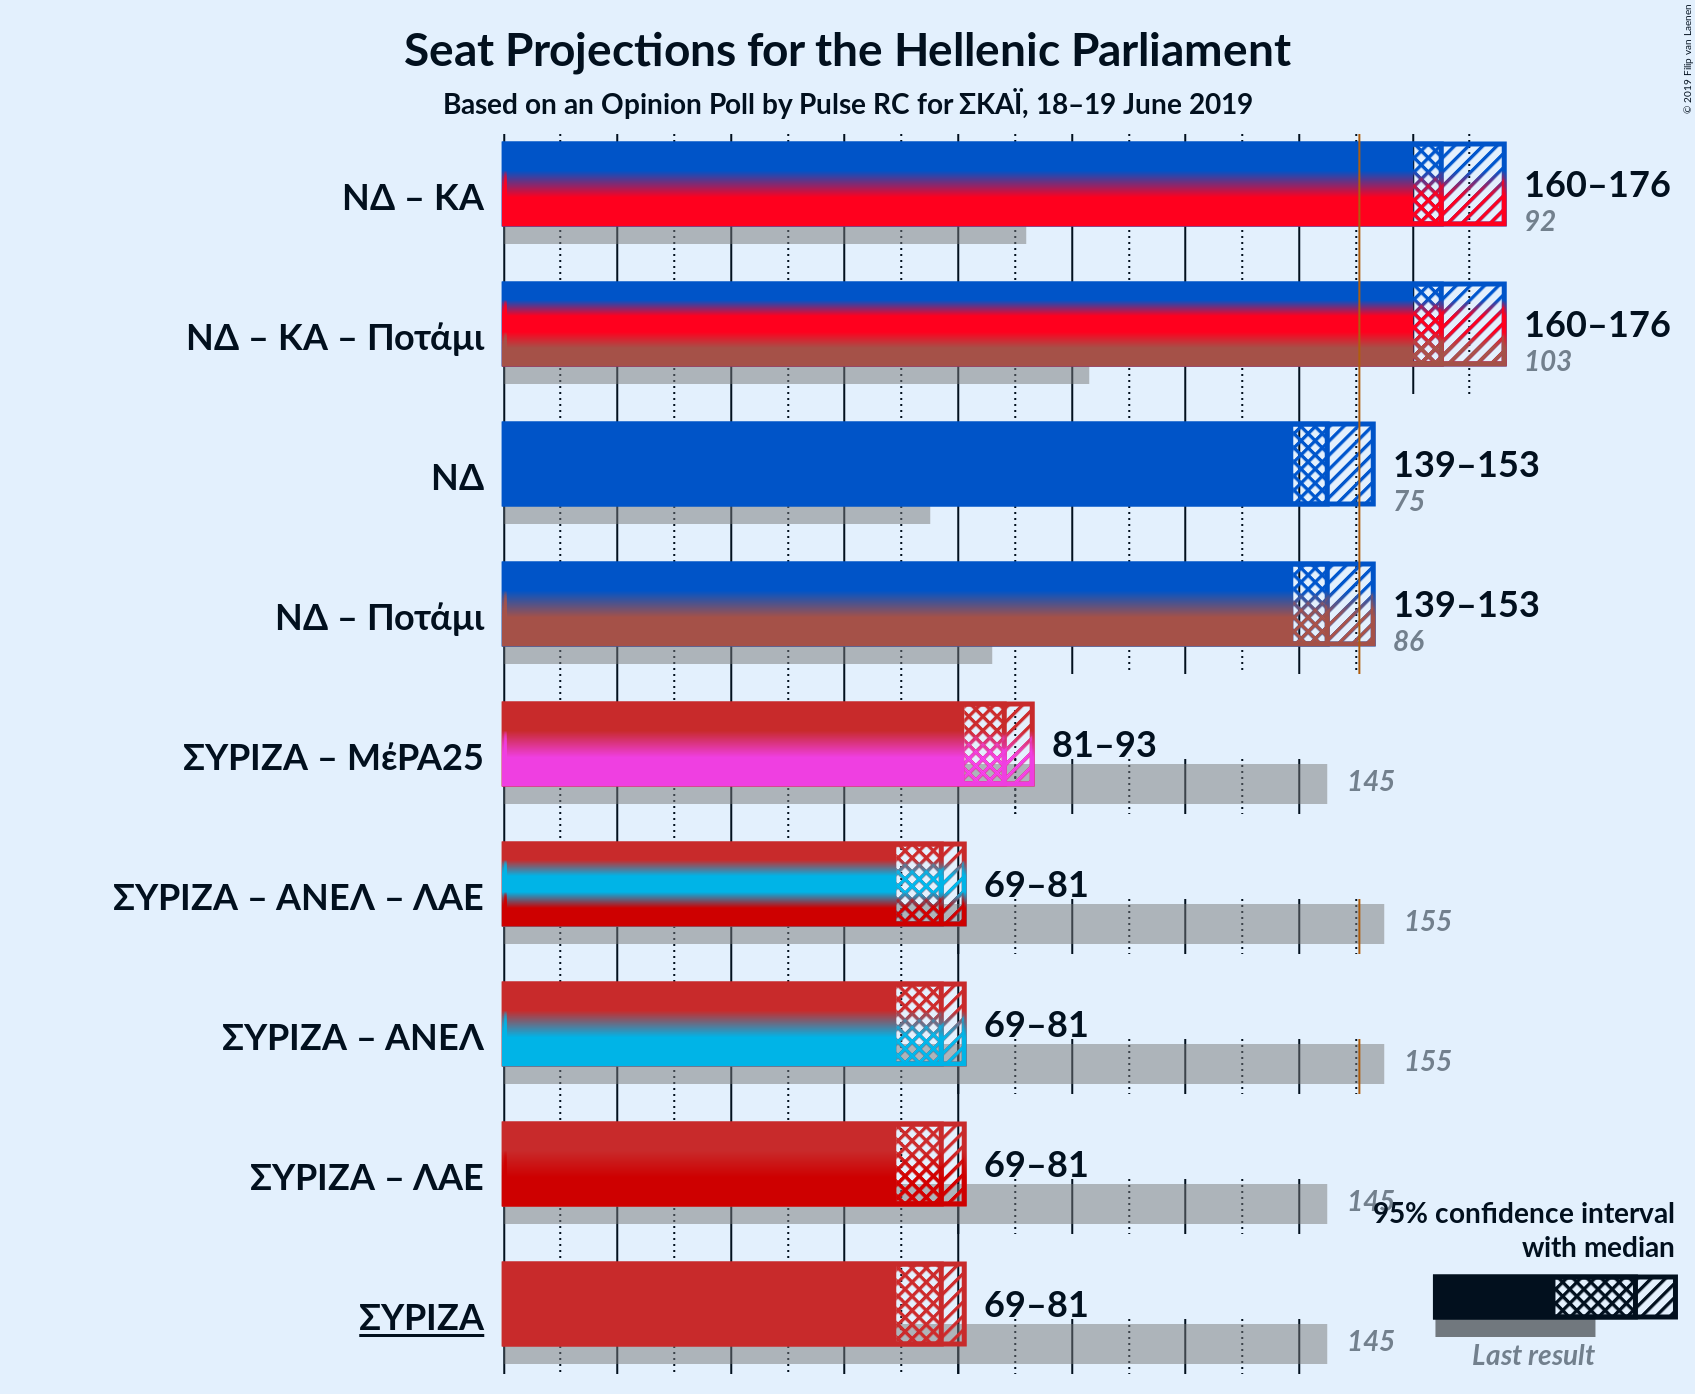 Seat Projections for the Hellenic Parliament
Based on an Opinion Poll by Pulse RC for ΣΚΑΪ, 18–19 June 2019
© 2019 Filip van Laenen
ΝΔ – ΚΑ
160–176
92
ΝΔ – ΚΑ – Ποτάμι
160–176
103
ΝΔ
139–153
75
ΝΔ – Ποτάμι
139–153
86
ΣΥΡΙΖΑ – ΜέΡΑ25
81–93
145
ΣΥΡΙΖΑ – ΑΝΕΛ – ΛΑΕ
69–81
155
ΣΥΡΙΖΑ – ΑΝΕΛ
69–81
155
ΣΥΡΙΖΑ – ΛΑΕ
69–81
145
ΣΥΡΙΖΑ
69–81
145
95% confidence interval
with median
Last result